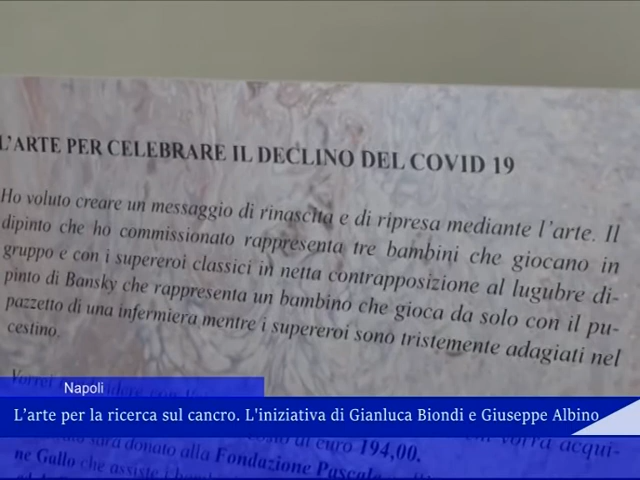 L'ARTE PER CELEBRARE IL DECLINO DEL COVID 19
Ho voluto creare un messaggio di rinascita e di ripresa mediante l'arte. Il
dipinto che ho commissionato rappresenta tre bambini che giocano in
gruppo e con i supereroi classici in netta contrapposizione al lugubre di-
pinto di Bansky che rappresenta un bambino che gioca da solo con il pu-
pazzetto di una infermiera mentre i supereroi sono tristemente adagiati nel
cestino.
Napoli
L'arte per la ricerca sul cancro. L'iniziativa di Gianluca Biondi e Giuseppe Albino
di euro 194,00.
sarà donato alla Fondazione Pascale
ne Gallo che assiste i